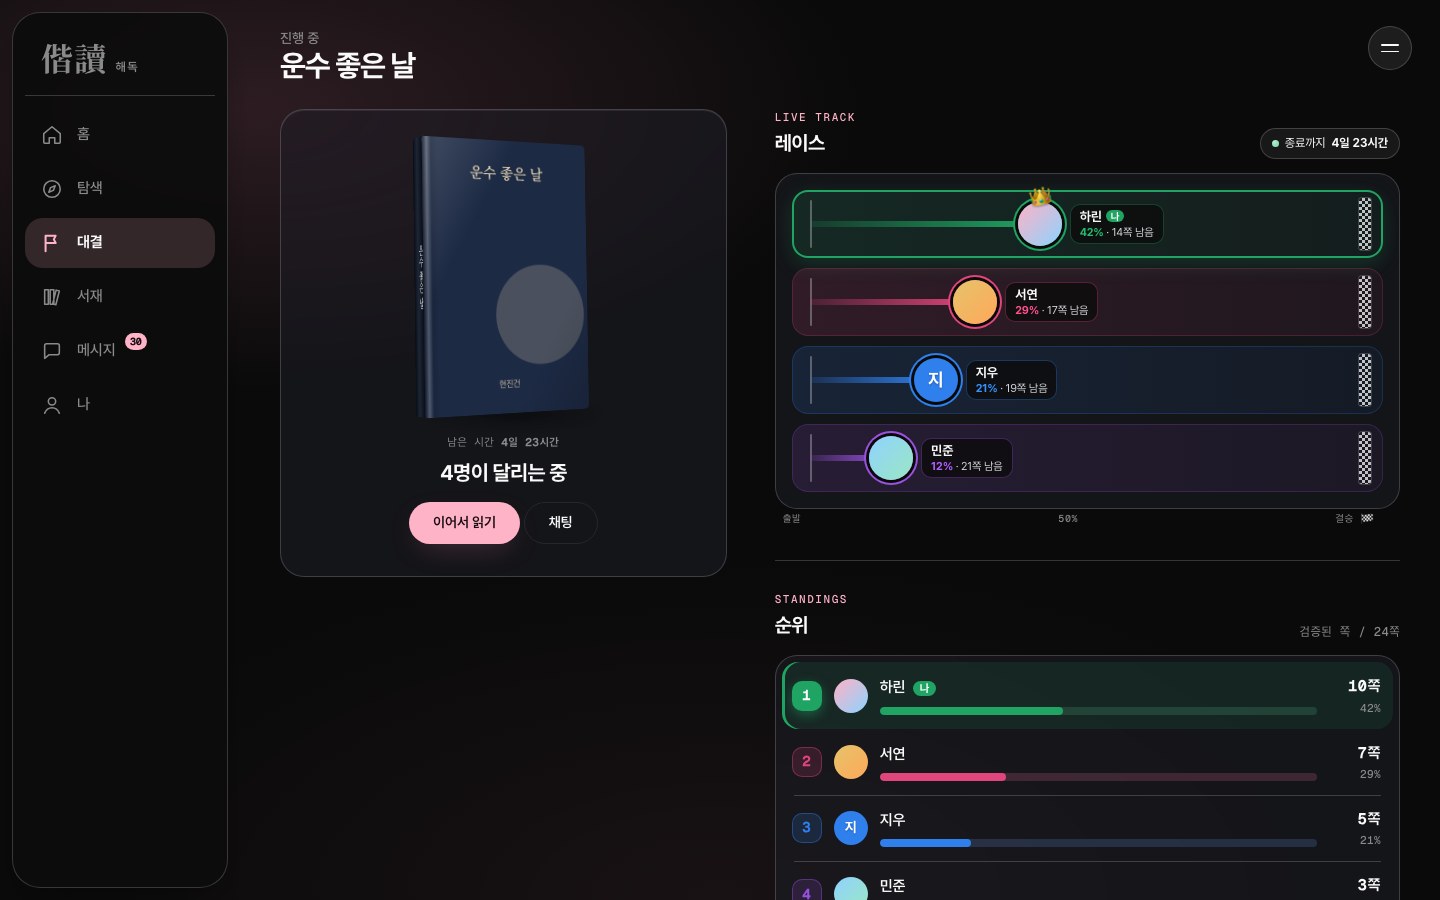 偕讀 해독
홈
탐색
대결
서재
메시지 30
나
진행 중
운수 좋은 날
운수 좋은 날
운수 좋은 날
현진건
남은 시간 4일 23시간
4명이 달리는 중
이어서 읽기
채팅
LIVE TRACK
레이스
종료까지 4일 23시간
하린 나
42% · 14쪽 남음
서연
29% · 17쪽 남음
지
지우
21% · 19쪽 남음
민준
12% · 21쪽 남음
출발
50%
결승
STANDINGS
순위
검증된 쪽 / 24쪽
1
하린 나
10쪽
42%
2
서연
7쪽
29%
3
지
지우
5쪽
21%
4
민준
3쪽